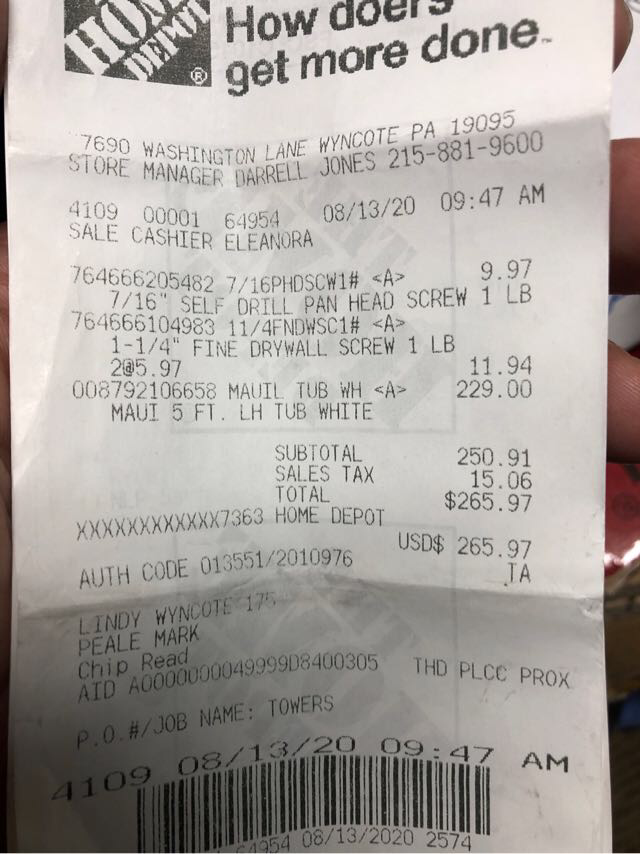 HOME
DEPOT
®
How doers
get more done™
7690 WASHINGTON LANE WYNCOTE PA 19095
STORE MANAGER DARRELL JONES 215-881-9600
4109 00001 64954 08/13/20 09:47 AM
SALE CASHIER ELEANORA
764666205482 7/16PHDSCW1# <A> 9.97
7/16" SELF DRILL PAN HEAD SCREW 1 LB
764666104983 11/4FNDWSC1# <A>
1-1/4" FINE DRYWALL SCREW 1 LB
2@5.97 11.94
008792106658 MAUIL TUB WH <A> 229.00
MAUI 5 FT. LH TUB WHITE
SUBTOTAL 250.91
SALES TAX 15.06
TOTAL $265.97
XXXXXXXXXXXX7363 HOME DEPOT
USD$ 265.97
AUTH CODE 013551/2010976 TA
LINDY WYNCOTE 175
PEALE MARK
Chip Read
AID A0000000049999D8400305 THD PLCC PROX
P.O.#/JOB NAME: TOWERS
4109 08/13/20 09:47 AM
64954 08/13/2020 2574